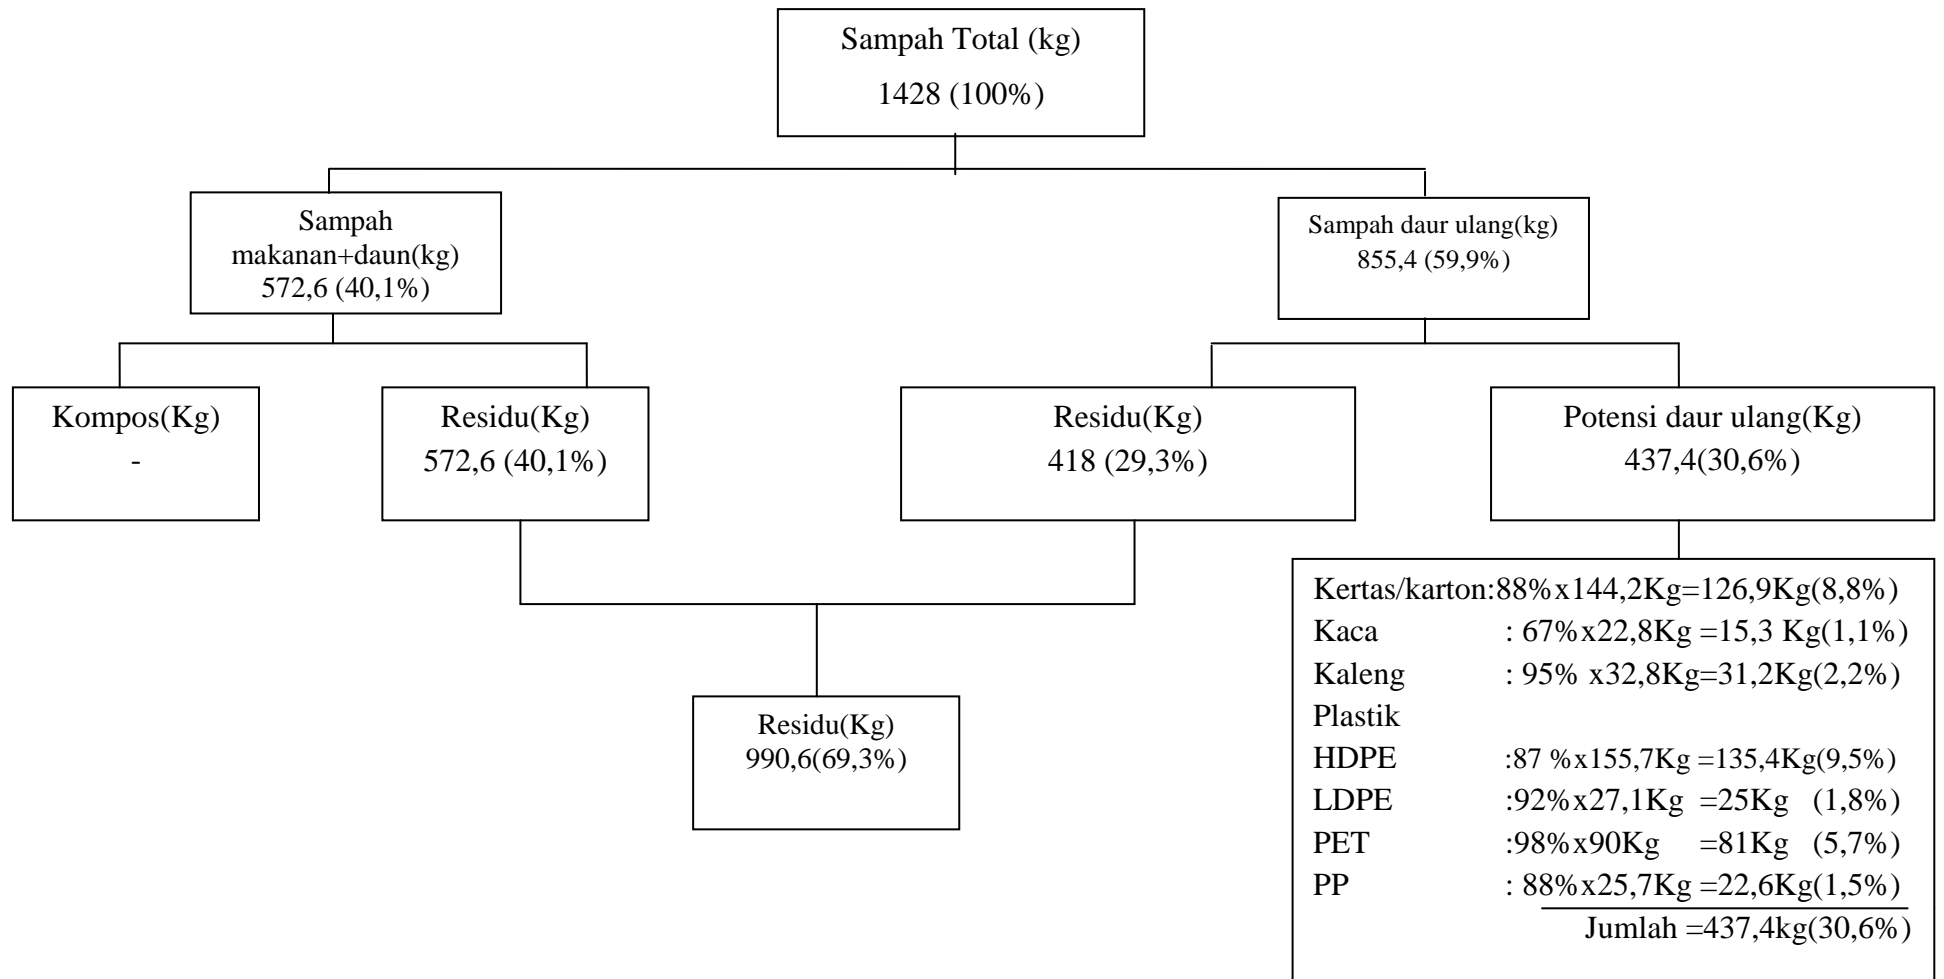 Sampah Total (kg)
1428 (100%)
Sampah
makanan+daun(kg)
572,6 (40,1%)
Sampah daur ulang(kg)
855,4 (59,9%)
Kompos(Kg)
-
Residu(Kg)
572,6 (40,1%)
Residu(Kg)
418 (29,3%)
Potensi daur ulang(Kg)
437,4(30,6%)
Residu(Kg)
990,6(69,3%)
Kertas/karton:88%x144,2Kg=126,9Kg(8,8%)
Kaca : 67%x22,8Kg =15,3 Kg(1,1%)
Kaleng : 95% x32,8Kg=31,2Kg(2,2%)
Plastik
HDPE :87 %x155,7Kg =135,4Kg(9,5%)
LDPE :92%x27,1Kg =25Kg (1,8%)
PET :98%x90Kg =81Kg (5,7%)
PP : 88%x25,7Kg =22,6Kg(1,5%)
Jumlah =437,4kg(30,6%)